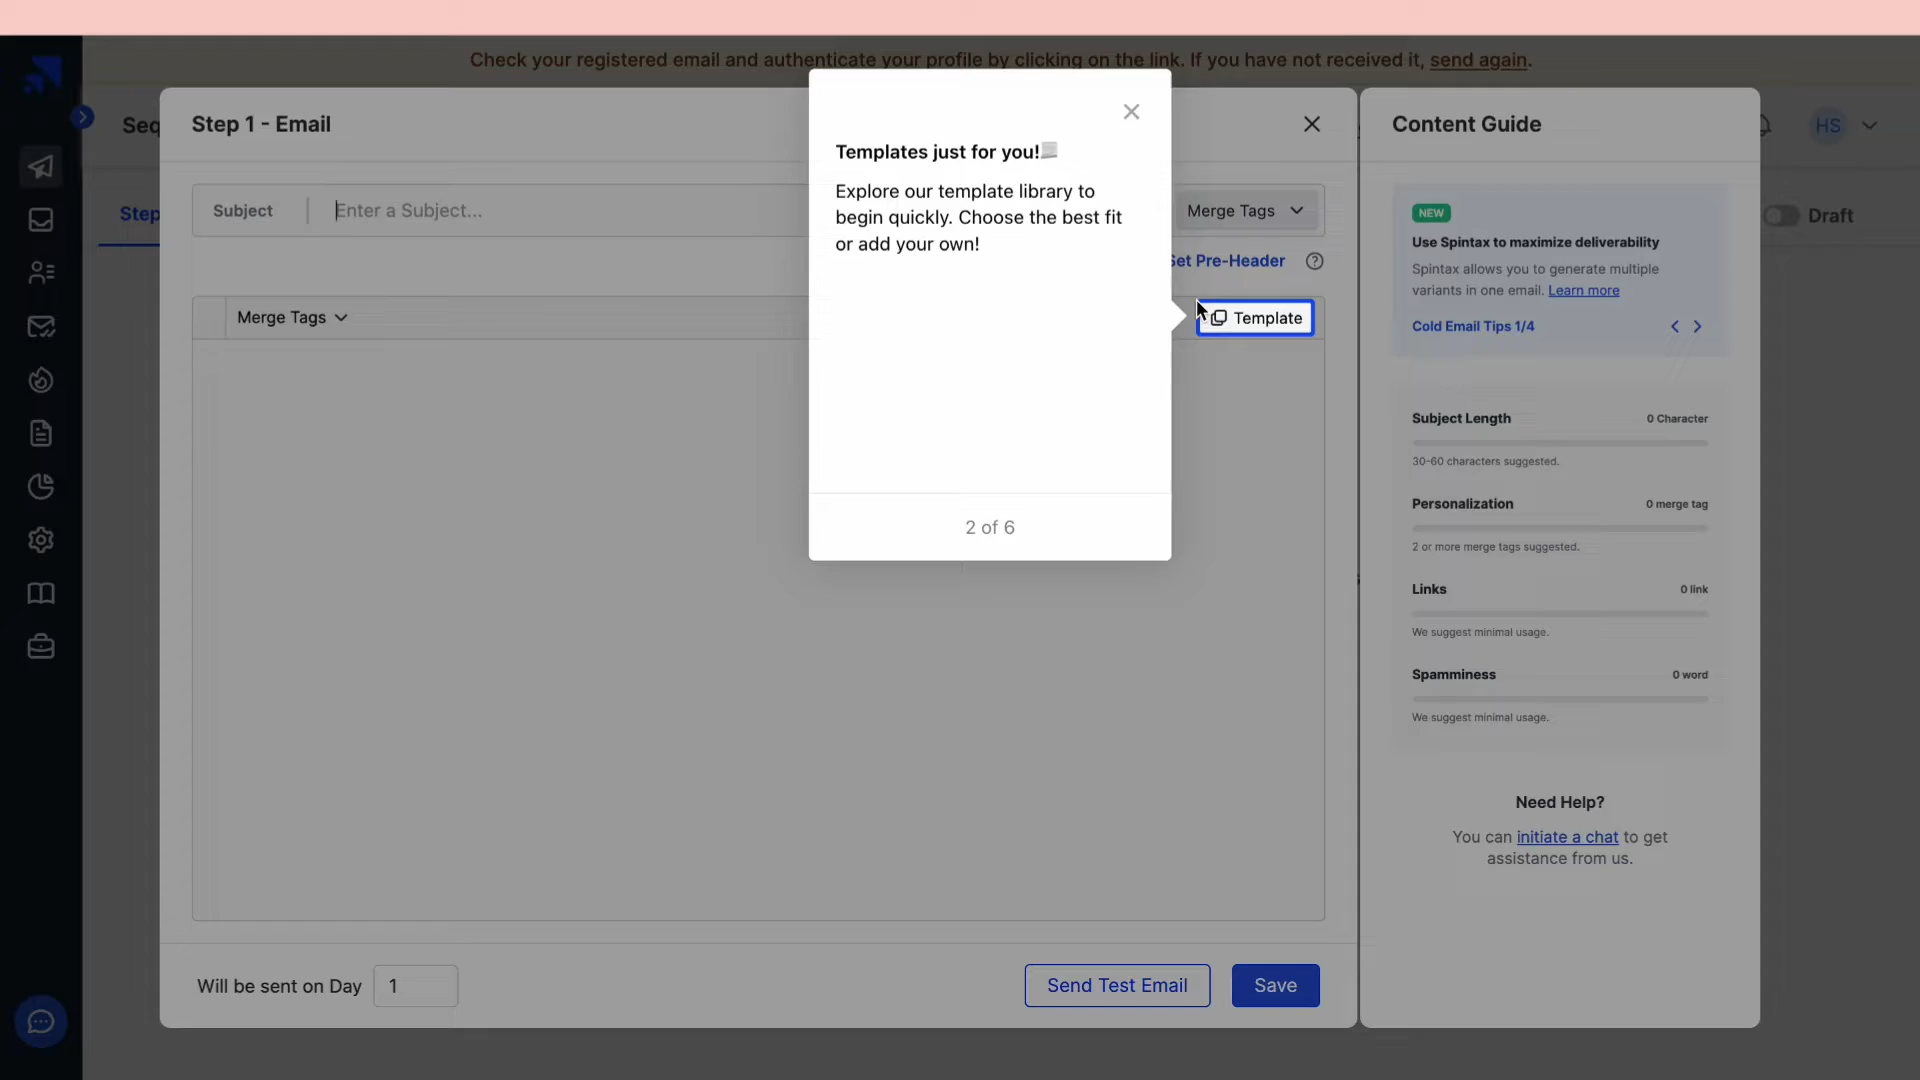 Check your registered email and authenticate your profile by clicking on the link. If you have not received it, send again.
Seq
Step 1 - Email
Content Guide
HS
Templates just for you!
Explore our template library to
begin quickly. Choose the best fit
or add your own!
2 of 6
Step
Subject
Enter a Subject...
Merge Tags
Set Pre-Header
Merge Tags
Template
Draft
NEW
Use Spintax to maximize deliverability
Spintax allows you to generate multiple
variants in one email. Learn more
Cold Email Tips 1/4
Subject Length 0 Character
30-60 characters suggested.
Personalization 0 merge tag
2 or more merge tags suggested.
Links 0 link
We suggest minimal usage.
Spamminess 0 word
We suggest minimal usage.
Need Help?
You can initiate a chat to get
assistance from us.
Will be sent on Day 1
Send Test Email
Save